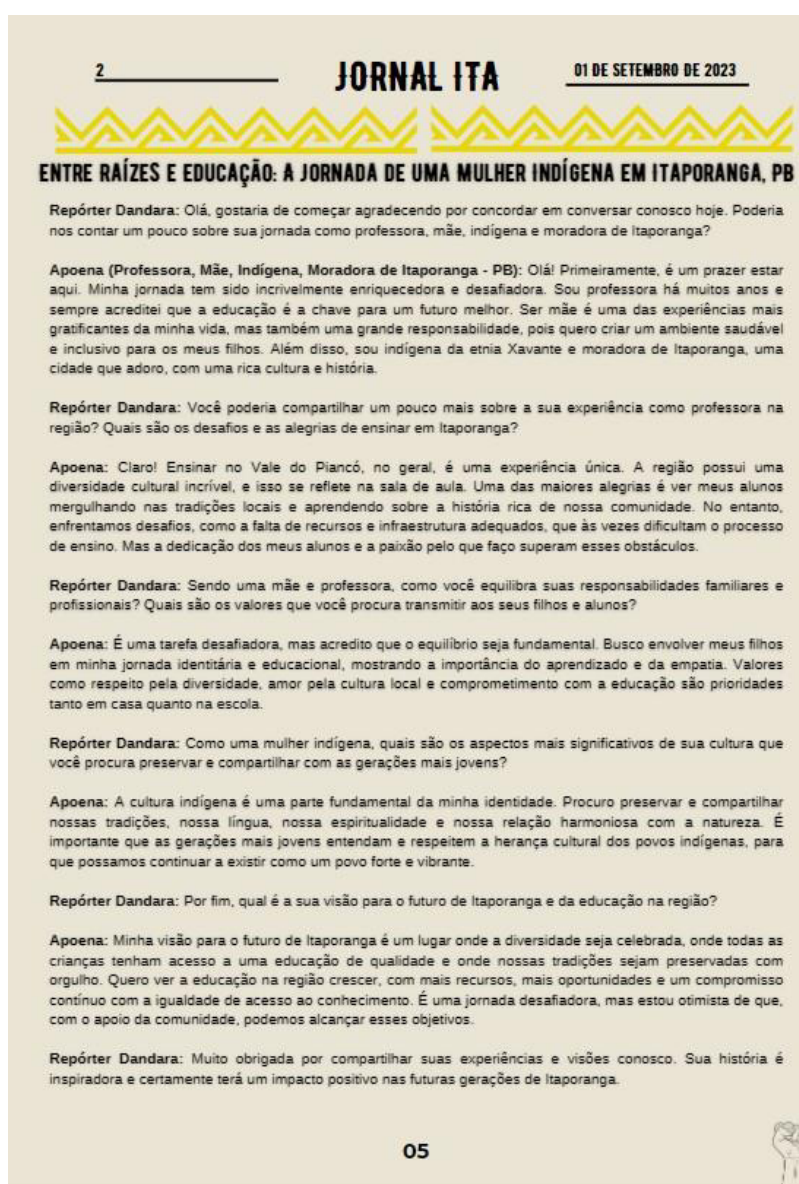 2
JORNAL ITA
01 DE SETEMBRO DE 2023
ENTRE RAÍZES E EDUCAÇÃO: A JORNADA DE UMA MULHER INDÍGENA EM ITAPORANGA, PB
Repórter Dandara: Olá, gostaria de começar agradecendo por concordar em conversar conosco hoje. Poderia
nos contar um pouco sobre sua jornada como professora, mãe, indígena e moradora de Itaporanga?
Apoena (Professora, Mãe, Indígena, Moradora de Itaporanga - PB): Olá! Primeiramente, é um prazer estar
aqui. Minha jornada tem sido incrivelmente enriquecedora e desafiadora. Sou professora há muitos anos e
sempre acreditei que a educação é a chave para um futuro melhor. Ser mãe é uma das experiências mais
gratificantes da minha vida, mas também uma grande responsabilidade, pois quero criar um ambiente saudável
e inclusivo para os meus filhos. Além disso, sou indígena da etnia Xavante e moradora de Itaporanga, uma
cidade que adoro, com uma rica cultura e história.
Repórter Dandara: Você poderia compartilhar um pouco mais sobre a sua experiência como professora na
região? Quais são os desafios e as alegrias de ensinar em Itaporanga?
Apoena: Claro! Ensinar no Vale do Piancó, no geral, é uma experiência única. A região possui uma
diversidade cultural incrível, e isso se reflete na sala de aula. Uma das maiores alegrias é ver meus alunos
mergulhando nas tradições locais e aprendendo sobre a história rica de nossa comunidade. No entanto,
enfrentamos desafios, como a falta de recursos e infraestrutura adequados, que às vezes dificultam o processo
de ensino. Mas a dedicação dos meus alunos e a paixão pelo que faço superam esses obstáculos.
Repórter Dandara: Sendo uma mãe e professora, como você equilibra suas responsabilidades familiares e
profissionais? Quais são os valores que você procura transmitir aos seus filhos e alunos?
Apoena: É uma tarefa desafiadora, mas acredito que o equilíbrio seja fundamental. Busco envolver meus filhos
em minha jornada identitária e educacional, mostrando a importância do aprendizado e da empatia. Valores
como respeito pela diversidade, amor pela cultura local e comprometimento com a educação são prioridades
tanto em casa quanto na escola.
Repórter Dandara: Como uma mulher indígena, quais são os aspectos mais significativos de sua cultura que
você procura preservar e compartilhar com as gerações mais jovens?
Apoena: A cultura indígena é uma parte fundamental da minha identidade. Procuro preservar e compartilhar
nossas tradições, nossa língua, nossa espiritualidade e nossa relação harmoniosa com a natureza. É
importante que as gerações mais jovens entendam e respeitem a herança cultural dos povos indígenas, para
que possamos continuar a existir como um povo forte e vibrante.
Repórter Dandara: Por fim, qual é a sua visão para o futuro de Itaporanga e da educação na região?
Apoena: Minha visão para o futuro de Itaporanga é um lugar onde a diversidade seja celebrada, onde todas as
crianças tenham acesso a uma educação de qualidade e onde nossas tradições sejam preservadas com
orgulho. Quero ver a educação na região crescer, com mais recursos, mais oportunidades e um compromisso
contínuo com a igualdade de acesso ao conhecimento. É uma jornada desafiadora, mas estou otimista de que,
com o apoio da comunidade, podemos alcançar esses objetivos.
Repórter Dandara: Muito obrigada por compartilhar suas experiências e visões conosco. Sua história é
inspiradora e certamente terá um impacto positivo nas futuras gerações de Itaporanga.
05